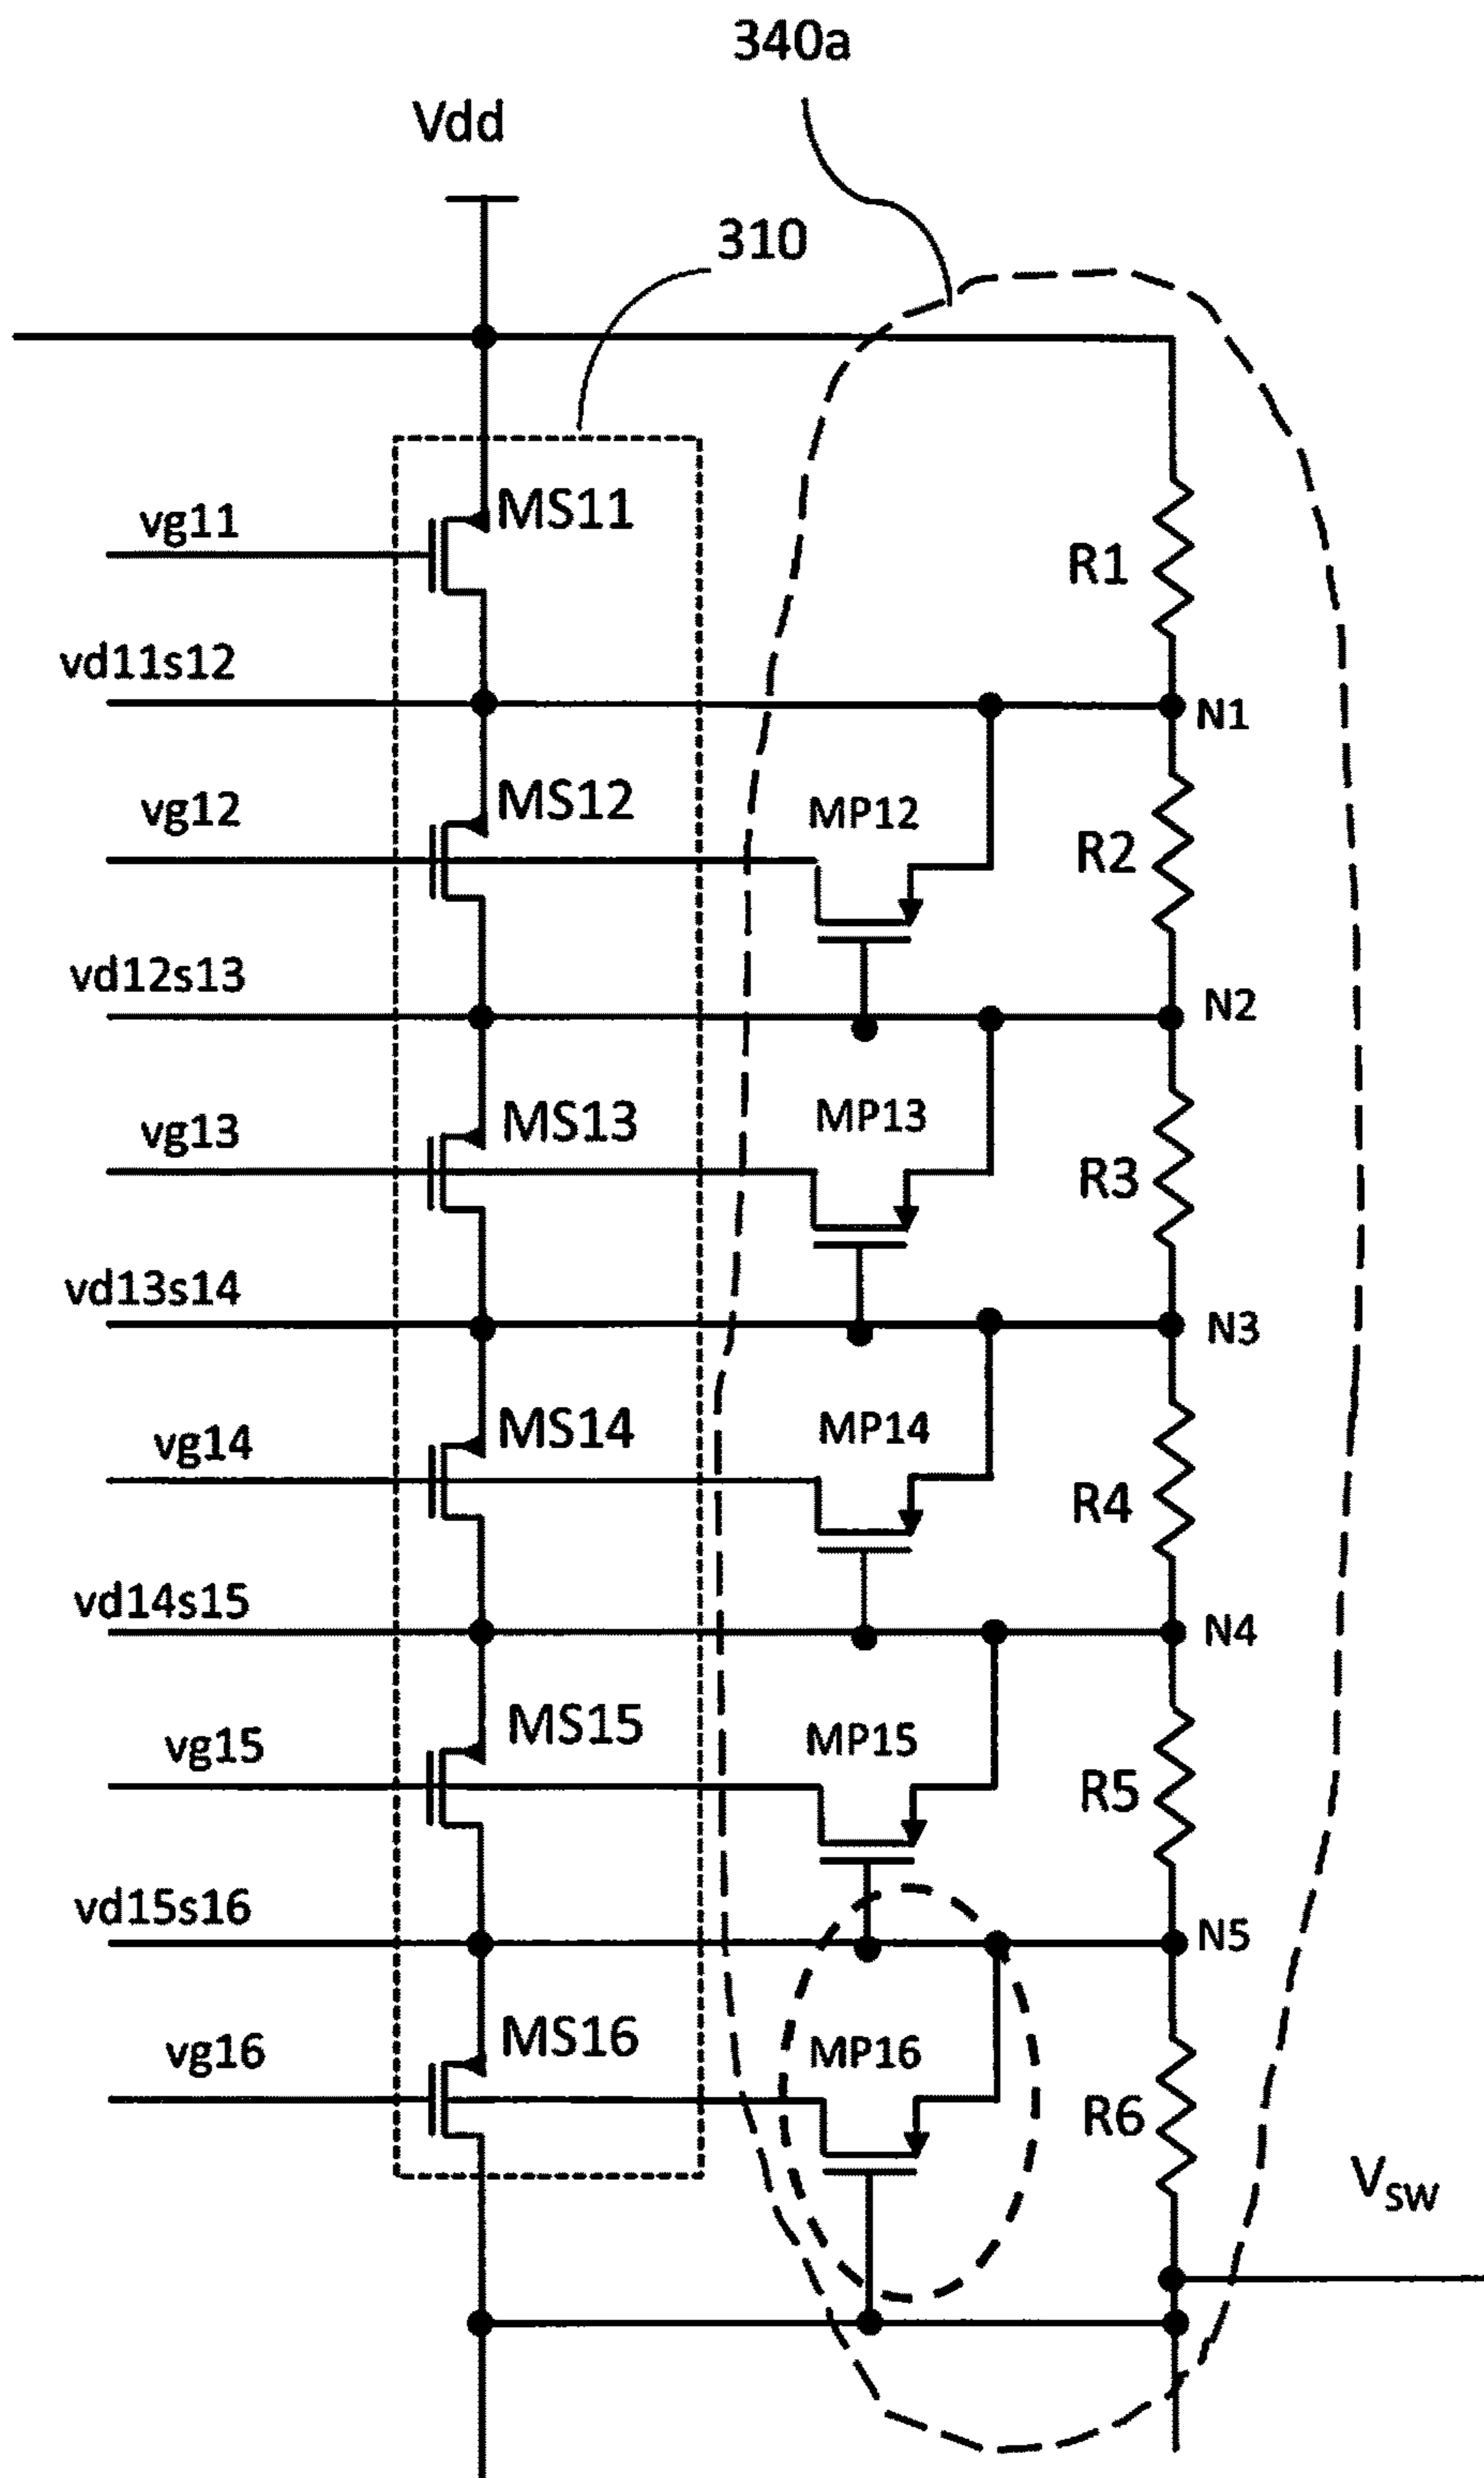 340a
Vdd
310
MS11
vg11
R1
vd11s12
N1
MS12
vg12
MP12
R2
vd12s13
N2
MS13
vg13
MP13
R3
vd13s14
N3
MS14
vg14
MP14
R4
vd14s15
N4
MS15
vg15
MP15
R5
vd15s16
N5
MS16
vg16
MP16
R6
VSW